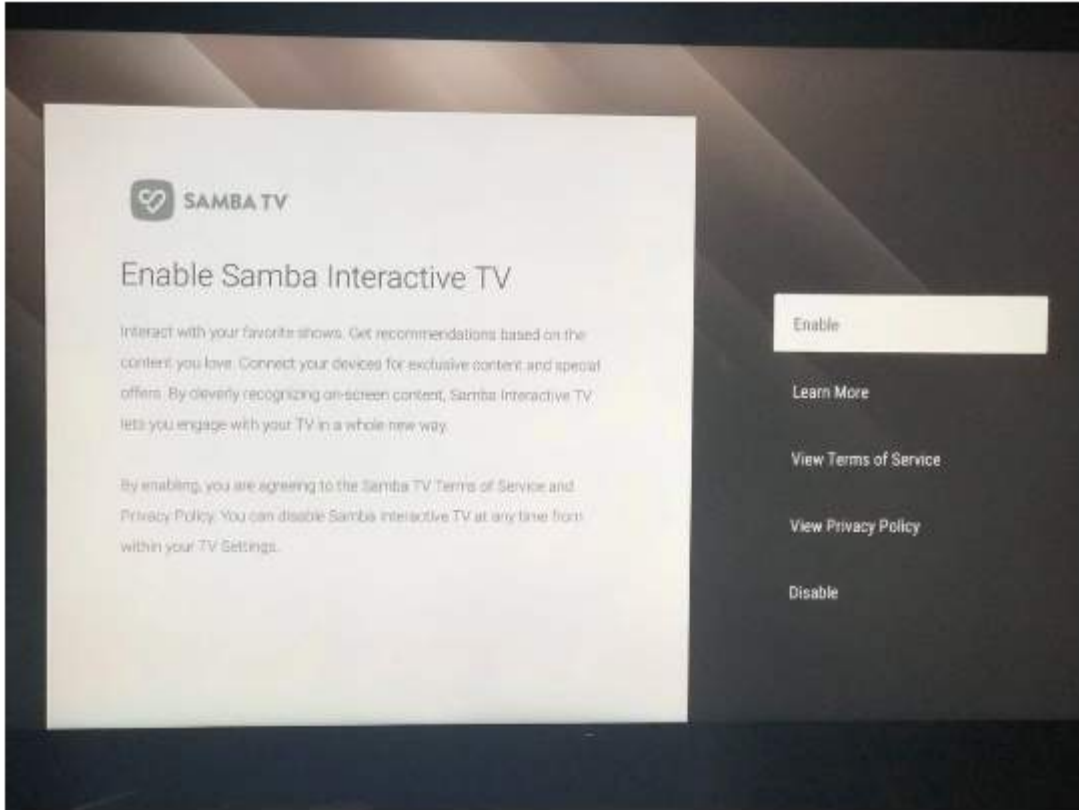 SAMBA TV
Enable Samba Interactive TV
Interact with your favorite shows. Get recommendations based on the
content you love. Connect your devices for exclusive content and special
offers. By cleverly recognizing on-screen content, Samba Interactive TV
lets you engage with your TV in a whole new way.
By enabling, you are agreeing to the Samba TV Terms of Service and
Privacy Policy. You can disable Samba Interactive TV at any time from
within your TV Settings.
Enable
Learn More
View Terms of Service
View Privacy Policy
Disable